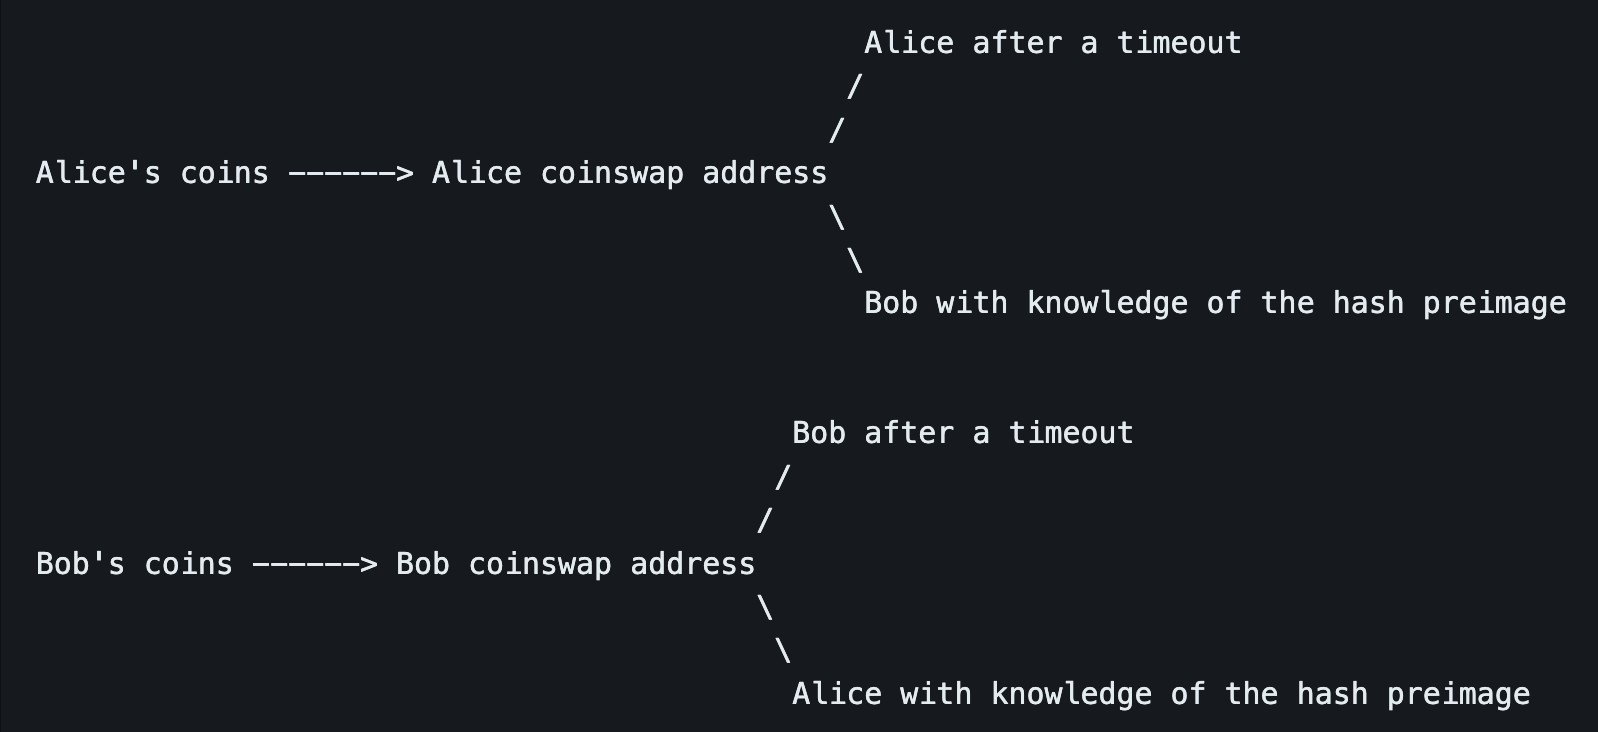 Alice after a timeout
/
/
Alice's coins ------> Alice coinswap address
\
\
Bob with knowledge of the hash preimage
Bob after a timeout
/
/
Bob's coins ------> Bob coinswap address
\
\
Alice with knowledge of the hash preimage